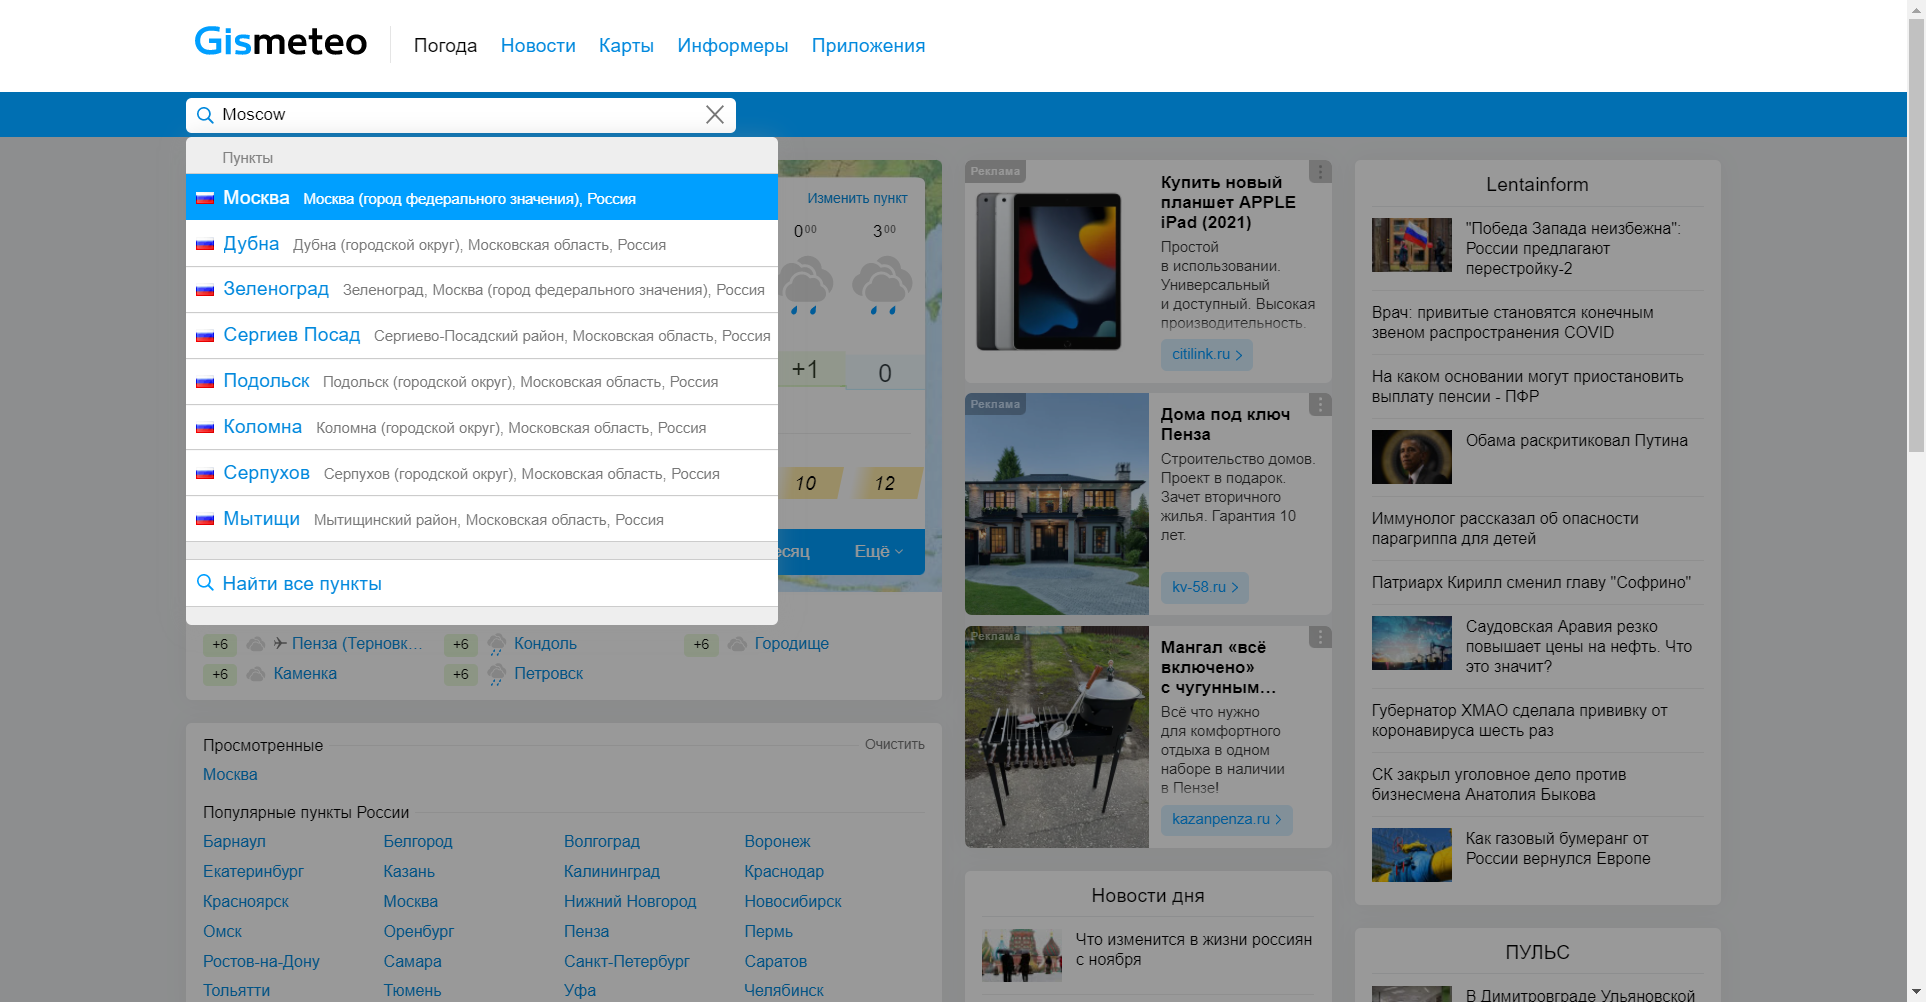 Gismeteo
Погода Новости Карты Информеры Приложения
Moscow
Пункты
Москва Москва (город федерального значения), Россия
Дубна Дубна (городской округ), Московская область, Россия
Зеленоград Зеленоград, Москва (город федерального значения), Россия
Сергиев Посад Сергиево-Посадский район, Московская область, Россия
Подольск Подольск (городской округ), Московская область, Россия
Коломна Коломна (городской округ), Московская область, Россия
Серпухов Серпухов (городской округ), Московская область, Россия
Мытищи Мытищинский район, Московская область, Россия
Найти все пункты
Изменить пункт
0 00 3 00
+1 0
10 12
Ещё
+6 Пенза (Терновк... +6 Кондоль +6 Городище
+6 Каменка +6 Петровск
Просмотренные Очистить
Москва
Популярные пункты России
Барнаул Белгород Волгоград Воронеж
Екатеринбург Казань Калининград Краснодар
Красноярск Москва Нижний Новгород Новосибирск
Омск Оренбург Пенза Пермь
Ростов-на-Дону Самара Санкт-Петербург Саратов
Тольятти Тюмень Уфа Челябинск
Реклама
Купить новый
планшет APPLE
iPad (2021)
Простой
в использовании.
Универсальный
и доступный. Высокая
производительность.
citilink.ru
Реклама
Дома под ключ
Пенза
Строительство домов.
Проект в подарок.
Зачет вторичного
жилья. Гарантия 10
лет.
kv-58.ru
Реклама
Мангал «всё
включено»
с чугунным...
Всё что нужно
для комфортного
отдыха в одном
наборе в наличии
в Пензе!
kazanpenza.ru
Новости дня
Что изменится в жизни россиян
с ноября
Lentainform
"Победа Запада неизбежна":
России предлагают
перестройку-2
Врач: привитые становятся конечным
звеном распространения COVID
На каком основании могут приостановить
выплату пенсии - ПФР
Обама раскритиковал Путина
Иммунолог рассказал об опасности
парагриппа для детей
Патриарх Кирилл сменил главу "Софрино"
Саудовская Аравия резко
повышает цены на нефть. Что
это значит?
Губернатор ХМАО сделала прививку от
коронавируса шесть раз
СК закрыл уголовное дело против
бизнесмена Анатолия Быкова
Как газовый бумеранг от
России вернулся Европе
ПУЛЬС
В Димитровграде Ульяновской